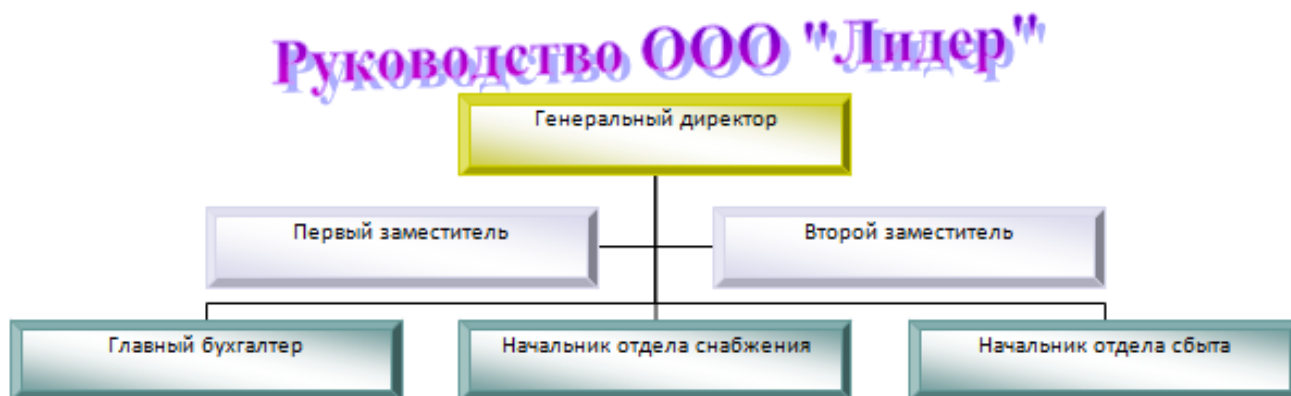 Руководство ООО "Лидер"
Генеральный директор
Первый заместитель
Второй заместитель
Главный бухгалтер
Начальник отдела снабжения
Начальник отдела сбыта